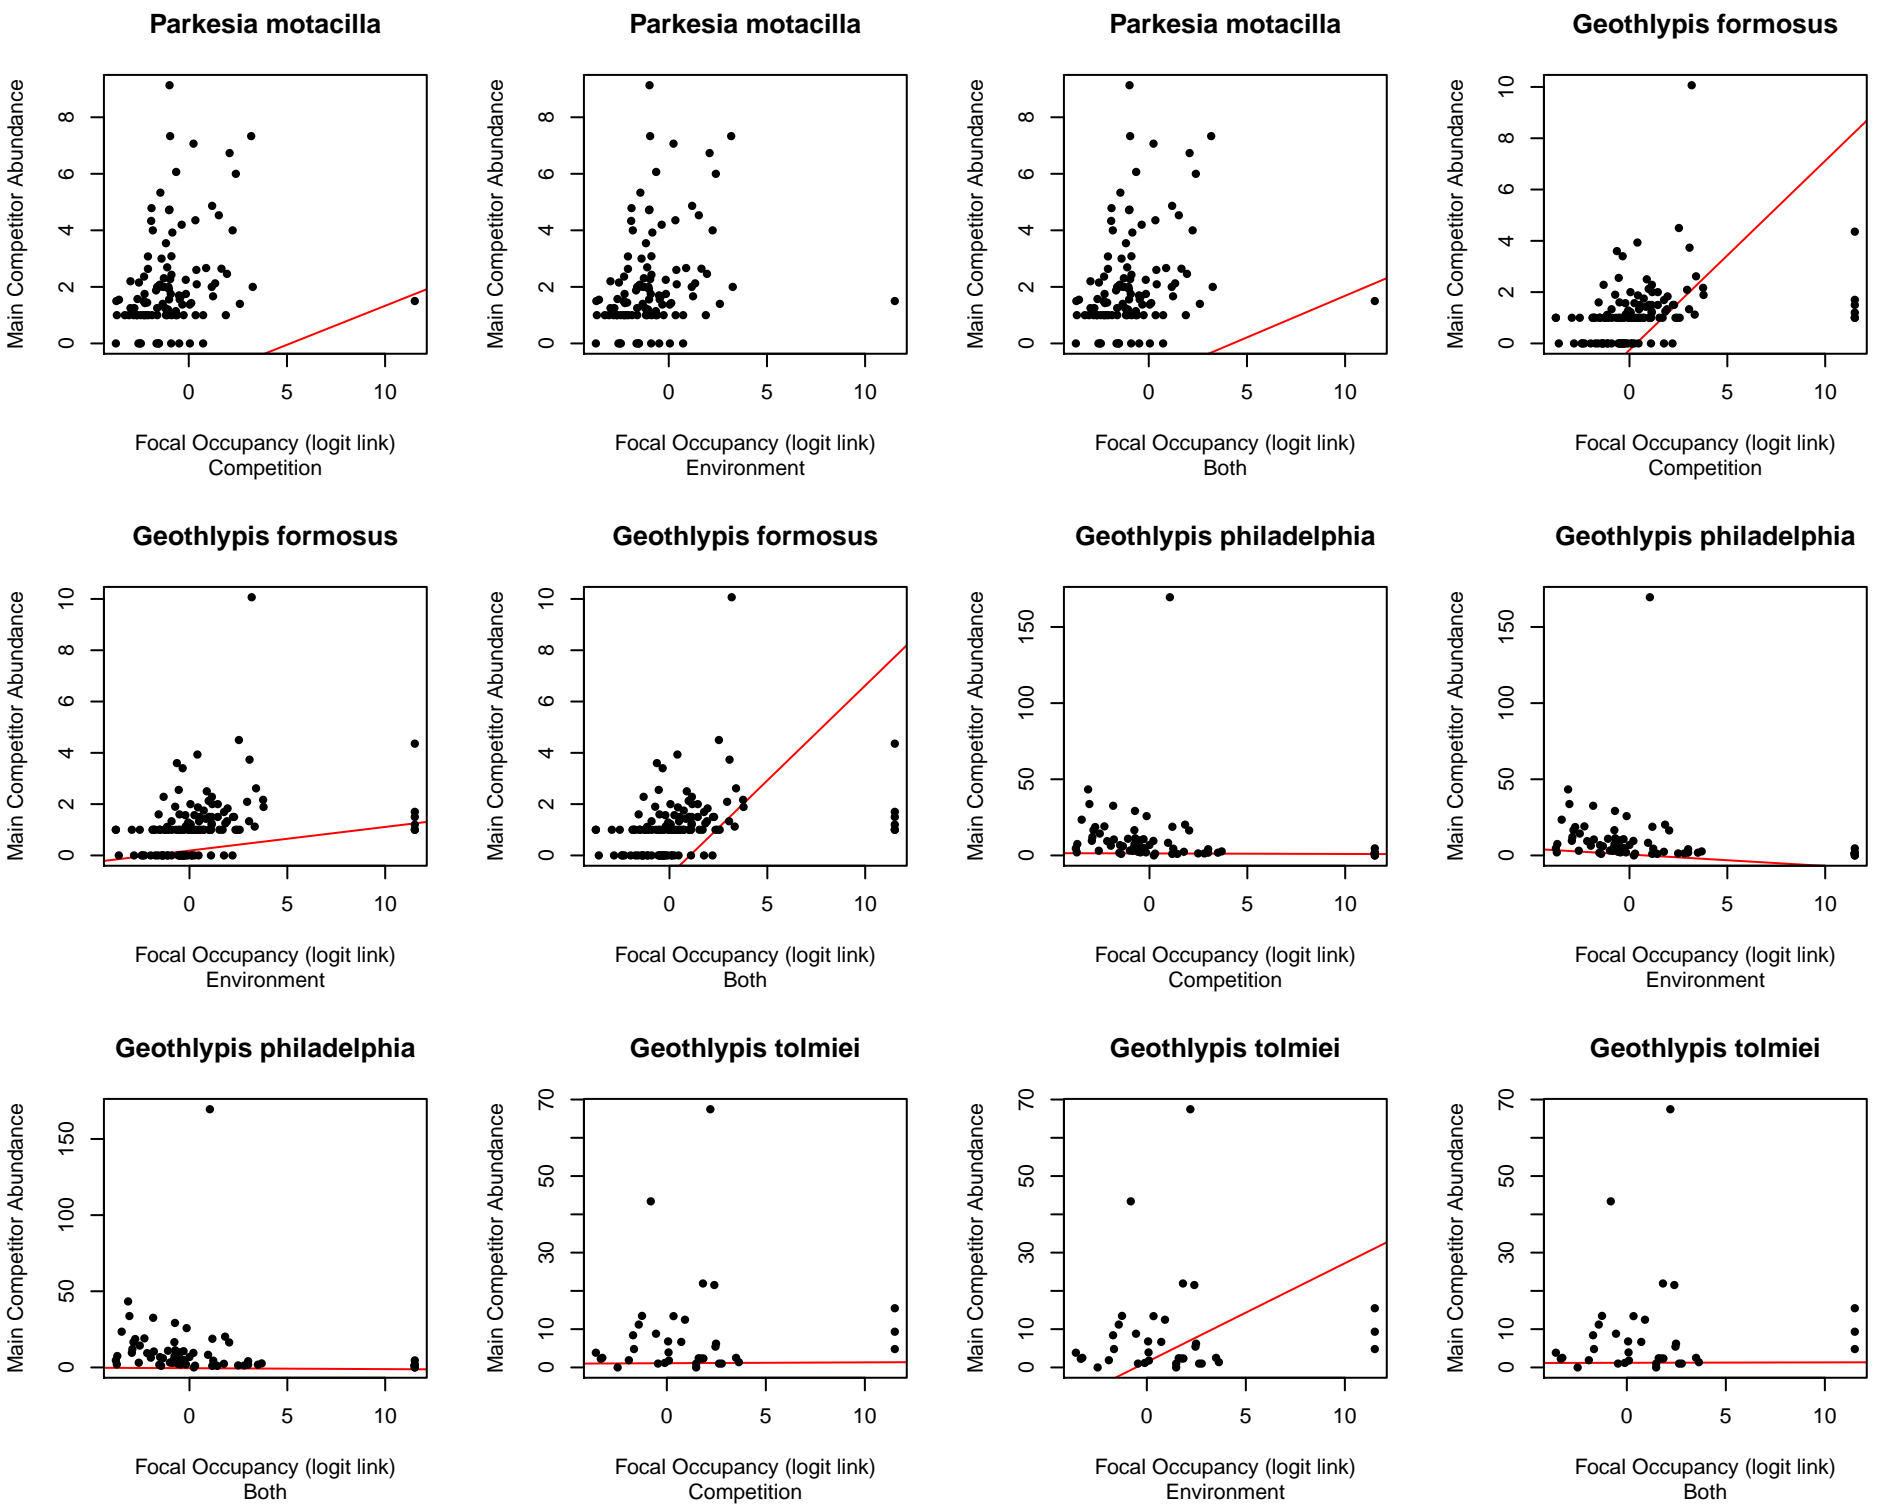 Parkesia motacilla
Main Competitor Abundance
0 2 4 6 8
0 5 10
Focal Occupancy (logit link)
Competition
Parkesia motacilla
Main Competitor Abundance
0 2 4 6 8
0 5 10
Focal Occupancy (logit link)
Environment
Parkesia motacilla
Main Competitor Abundance
0 2 4 6 8
0 5 10
Focal Occupancy (logit link)
Both
Geothlypis formosus
Main Competitor Abundance
0 2 4 6 8 10
0 5 10
Focal Occupancy (logit link)
Competition
Geothlypis formosus
Main Competitor Abundance
0 2 4 6 8 10
0 5 10
Focal Occupancy (logit link)
Environment
Geothlypis formosus
Main Competitor Abundance
0 2 4 6 8 10
0 5 10
Focal Occupancy (logit link)
Both
Geothlypis philadelphia
Main Competitor Abundance
0 50 100 150
0 5 10
Focal Occupancy (logit link)
Competition
Geothlypis philadelphia
Main Competitor Abundance
0 50 100 150
0 5 10
Focal Occupancy (logit link)
Environment
Geothlypis philadelphia
Main Competitor Abundance
0 50 100 150
0 5 10
Focal Occupancy (logit link)
Both
Geothlypis tolmiei
Main Competitor Abundance
0 10 30 50 70
0 5 10
Focal Occupancy (logit link)
Competition
Geothlypis tolmiei
Main Competitor Abundance
0 10 30 50 70
0 5 10
Focal Occupancy (logit link)
Environment
Geothlypis tolmiei
Main Competitor Abundance
0 10 30 50 70
0 5 10
Focal Occupancy (logit link)
Both